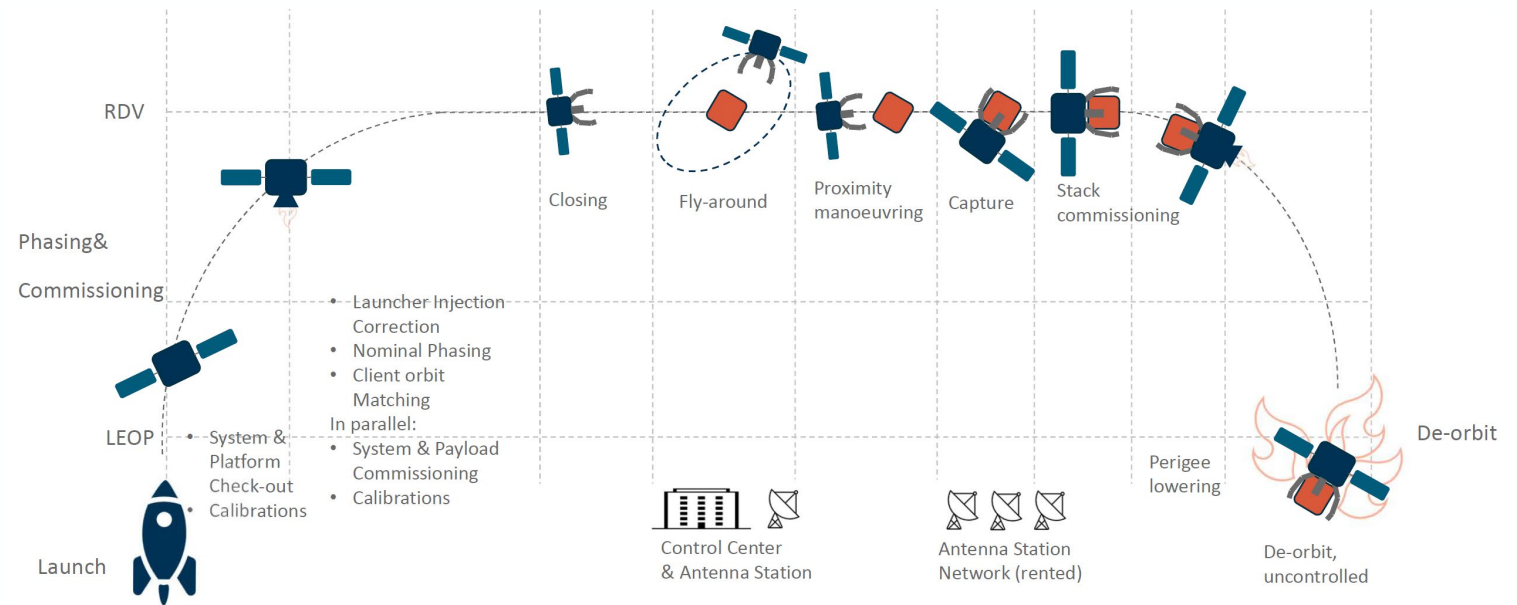 RDV
Closing
Fly-around
Proximity
manoeuvring
Capture
Stack
commissioning
Phasing&
Commissioning
• Launcher Injection
Correction
• Nominal Phasing
• Client orbit
Matching
In parallel:
• System & Payload
Commissioning
• Calibrations
LEOP
• System &
Platform
Check-out
• Calibrations
De-orbit
Perigee
lowering
Launch
Control Center
& Antenna Station
Antenna Station
Network (rented)
De-orbit,
uncontrolled